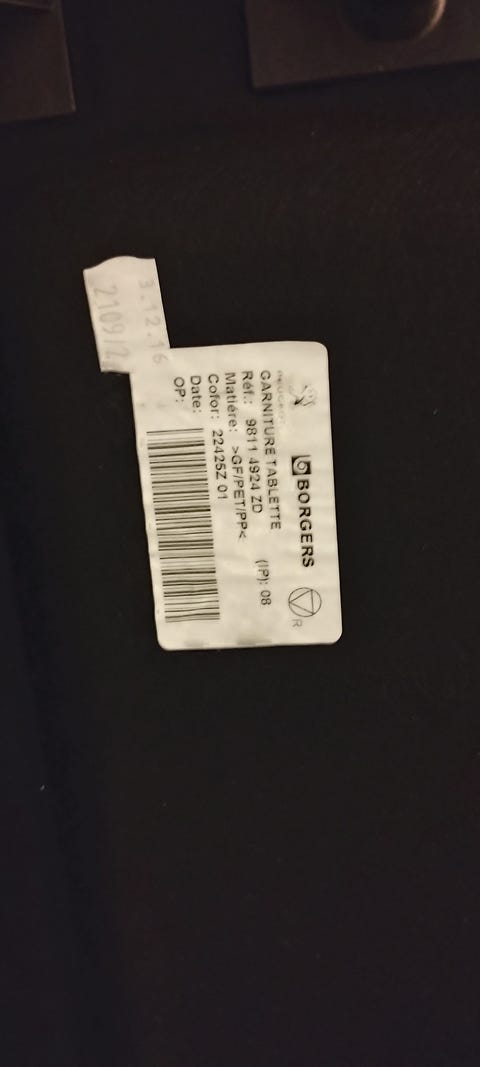 PEUGEOT
BORGERS
R
GARNITURE TABLETTE
Réf.: 9811 4924 ZD (IP): 08
Matière: >GF/PET/PP<
Cofor: 22425Z 01
Date:
OP:
3.12.16
2109/2